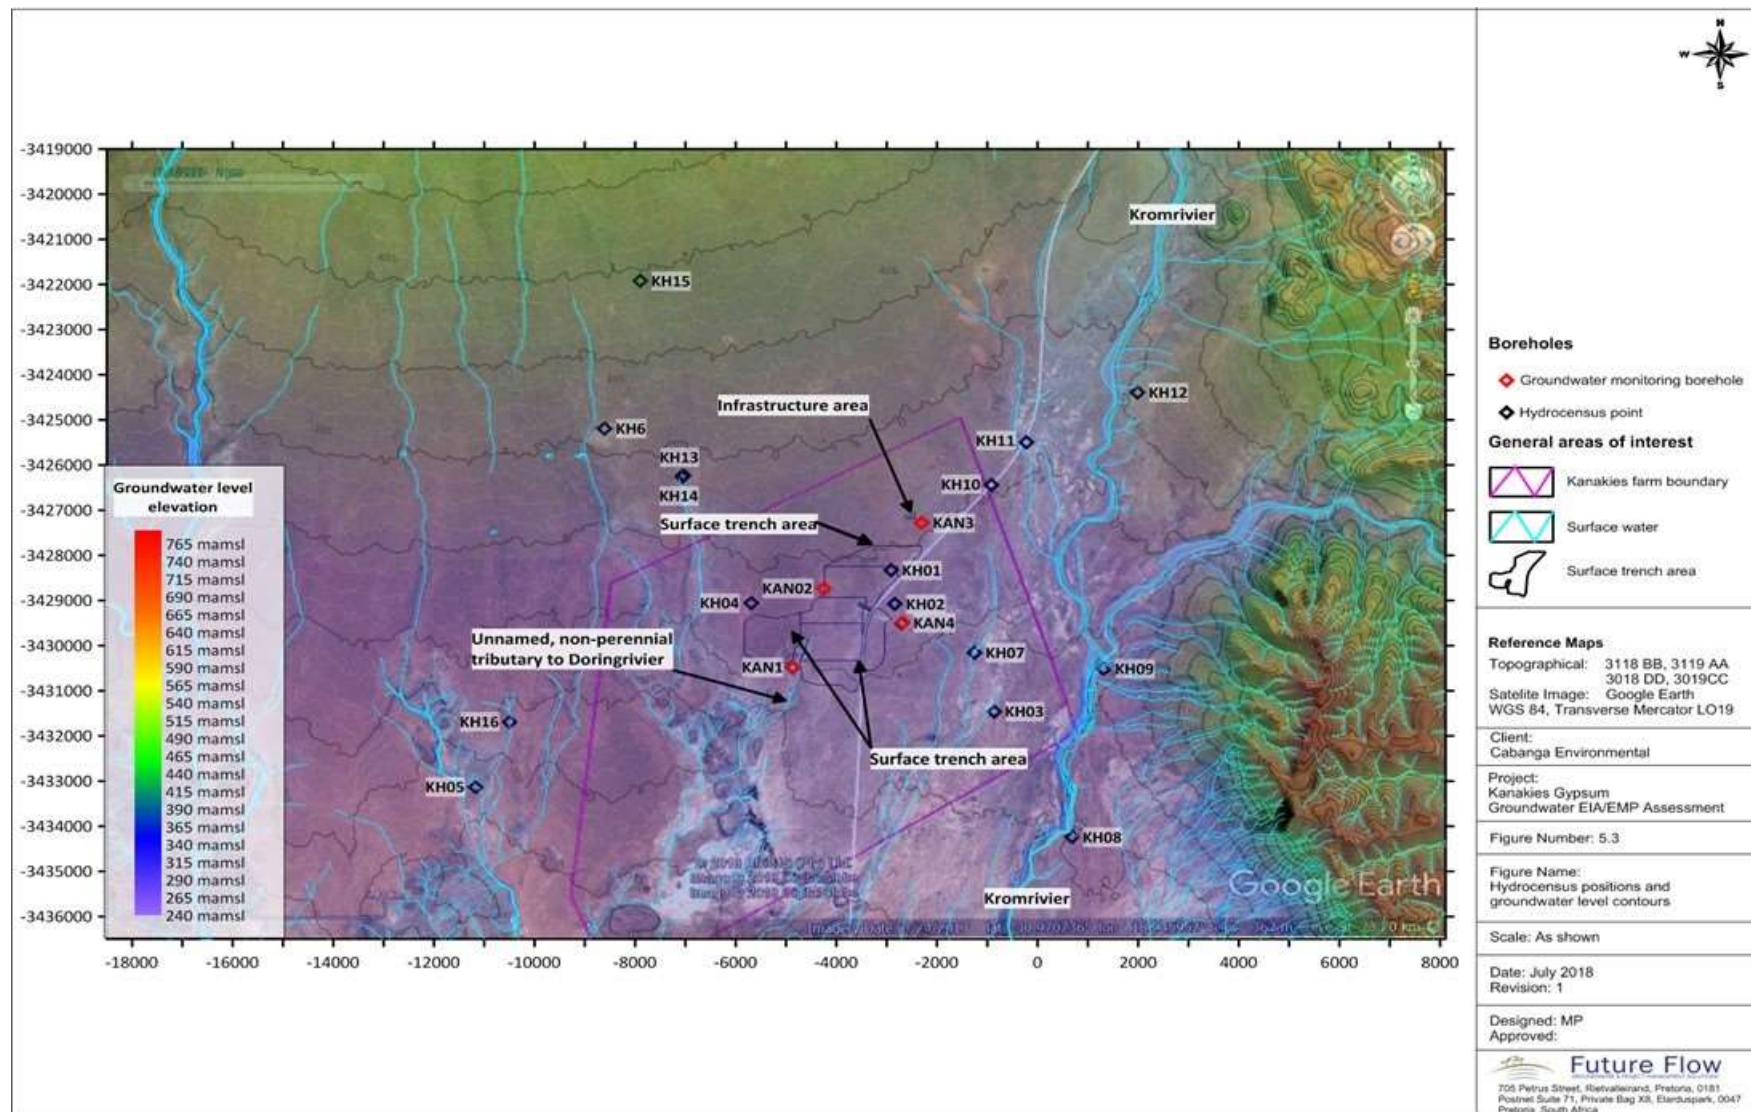 N
W
S
-3419000
-3420000
-3421000
-3422000
-3423000
-3424000
-3425000
-3426000
-3427000
-3428000
-3429000
-3430000
-3431000
-3432000
-3433000
-3434000
-3435000
-3436000
-18000 -16000 -14000 -12000 -10000 -8000 -6000 -4000 -2000 0 2000 4000 6000 8000
Kromrivier
KH15
KH12
Infrastructure area
KH6
KH11
KH13
KH10
KH14
Surface trench area
KAN3
KH01
KAN02
KH04
KH02
KAN4
Unnamed, non-perennial
tributary to Doringrivier
KH07
KAN1
KH09
KH16
KH03
Surface trench area
KH05
KH08
Kromrivier
Google Earth
Groundwater level
elevation
765 mamsl
740 mamsl
715 mamsl
690 mamsl
665 mamsl
640 mamsl
615 mamsl
590 mamsl
565 mamsl
540 mamsl
515 mamsl
490 mamsl
465 mamsl
440 mamsl
415 mamsl
390 mamsl
365 mamsl
340 mamsl
315 mamsl
290 mamsl
265 mamsl
240 mamsl
Boreholes
Groundwater monitoring borehole
Hydrocensus point
General areas of interest
Kanakies farm boundary
Surface water
Surface trench area
Reference Maps
Topographical: 3118 BB, 3119 AA
3018 DD, 3019CC
Satelite Image: Google Earth
WGS 84, Transverse Mercator LO19
Client:
Cabanga Environmental
Project:
Kanakies Gypsum
Groundwater EIA/EMP Assessment
Figure Number: 5.3
Figure Name:
Hydrocensus positions and
groundwater level contours
Scale: As shown
Date: July 2018
Revision: 1
Designed: MP
Approved:
Future Flow
705 Petrus Street, Rietvalleirand, Pretoria, 0181
Postnet Suite 71, Private Bag X8, Elarduspark, 0047
Pretoria, South Africa